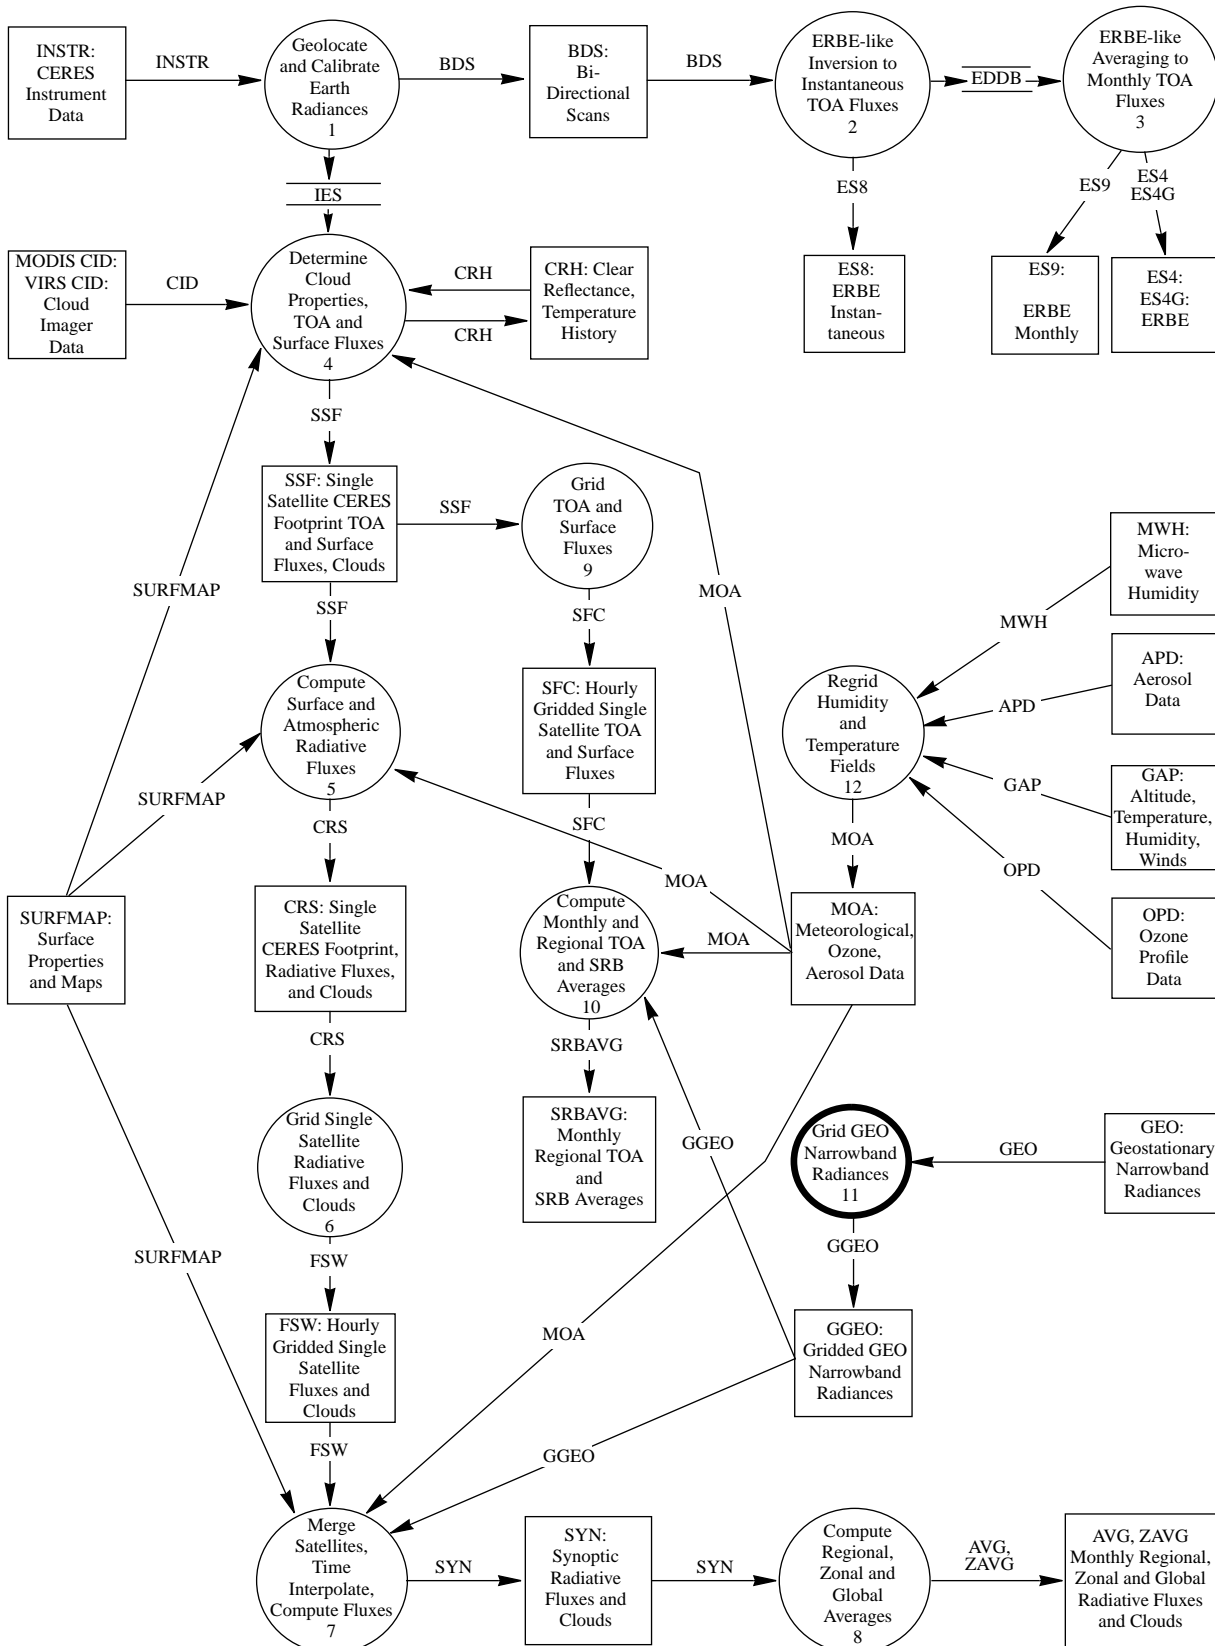 INSTR:
CERES
Instrument
Data
INSTR
Geolocate
and Calibrate
Earth
Radiances
1
BDS
BDS:
Bi-
Directional
Scans
BDS
ERBE-like
Inversion to
Instantaneous
TOA Fluxes
2
EDDB
ERBE-like
Averaging to
Monthly TOA
Fluxes
3
IES
ES8
ES9
ES4
ES4G
MODIS CID:
VIRS CID:
Cloud
Imager
Data
CID
Determine
Cloud
Properties,
TOA and
Surface Fluxes
4
CRH
CRH
CRH: Clear
Reflectance,
Temperature
History
ES8:
ERBE
Instan-
taneous
ES9:
ERBE
Monthly
ES4:
ES4G:
ERBE
SSF
SSF: Single
Satellite CERES
Footprint TOA
and Surface
Fluxes, Clouds
SSF
Grid
TOA and
Surface
Fluxes
9
MWH:
Micro-
wave
Humidity
SURFMAP
SSF
SFC
MOA
MWH
Compute
Surface and
Atmospheric
Radiative
Fluxes
5
SFC: Hourly
Gridded Single
Satellite TOA
and Surface
Fluxes
Regrid
Humidity
and
Temperature
Fields
12
APD
APD:
Aerosol
Data
SURFMAP
GAP
GAP:
Altitude,
Temperature,
Humidity,
Winds
CRS
SFC
MOA
MOA
OPD
SURFMAP:
Surface
Properties
and Maps
CRS: Single
Satellite
CERES Footprint,
Radiative Fluxes,
and Clouds
Compute
Monthly and
Regional TOA
and SRB
Averages
10
MOA
MOA:
Meteorological,
Ozone,
Aerosol Data
OPD:
Ozone
Profile
Data
CRS
SRBAVG
Grid Single
Satellite
Radiative
Fluxes and
Clouds
6
SRBAVG:
Monthly
Regional TOA
and
SRB Averages
GGEO
Grid GEO
Narrowband
Radiances
11
GEO
GEO:
Geostationary
Narrowband
Radiances
SURFMAP
FSW
GGEO
FSW: Hourly
Gridded Single
Satellite
Fluxes and
Clouds
MOA
GGEO:
Gridded GEO
Narrowband
Radiances
FSW
GGEO
Merge
Satellites,
Time
Interpolate,
Compute Fluxes
7
SYN
SYN:
Synoptic
Radiative
Fluxes and
Clouds
SYN
Compute
Regional,
Zonal and
Global
Averages
8
AVG,
ZAVG
AVG, ZAVG
Monthly Regional,
Zonal and Global
Radiative Fluxes
and Clouds